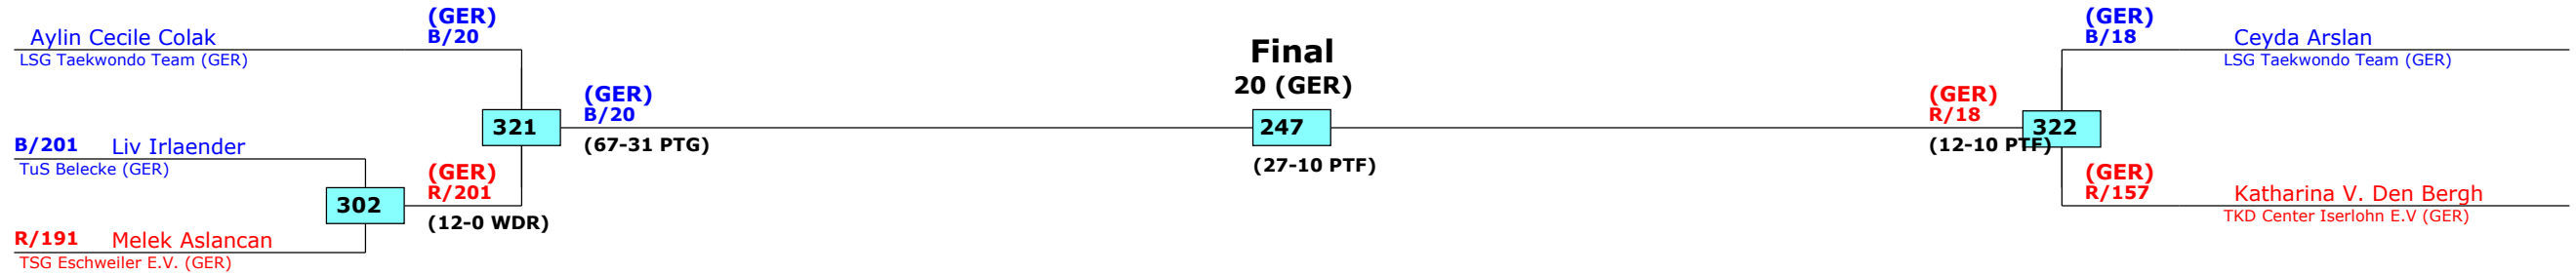 (GER)
B/20
Aylin Cecile Colak
LSG Taekwondo Team (GER)
B/201 Liv Irlaender
TuS Belecke (GER)
R/191 Melek Aslancan
TSG Eschweiler E.V. (GER)
302
(GER)
R/201
(12-0 WDR)
321
(GER)
B/20
(67-31 PTG)
Final
20 (GER)
247
(27-10 PTF)
(GER)
R/18
(12-10 PTF)
322
(GER)
B/18
Ceyda Arslan
LSG Taekwondo Team (GER)
(GER)
R/157
Katharina V. Den Bergh
TKD Center Iserlohn E.V (GER)